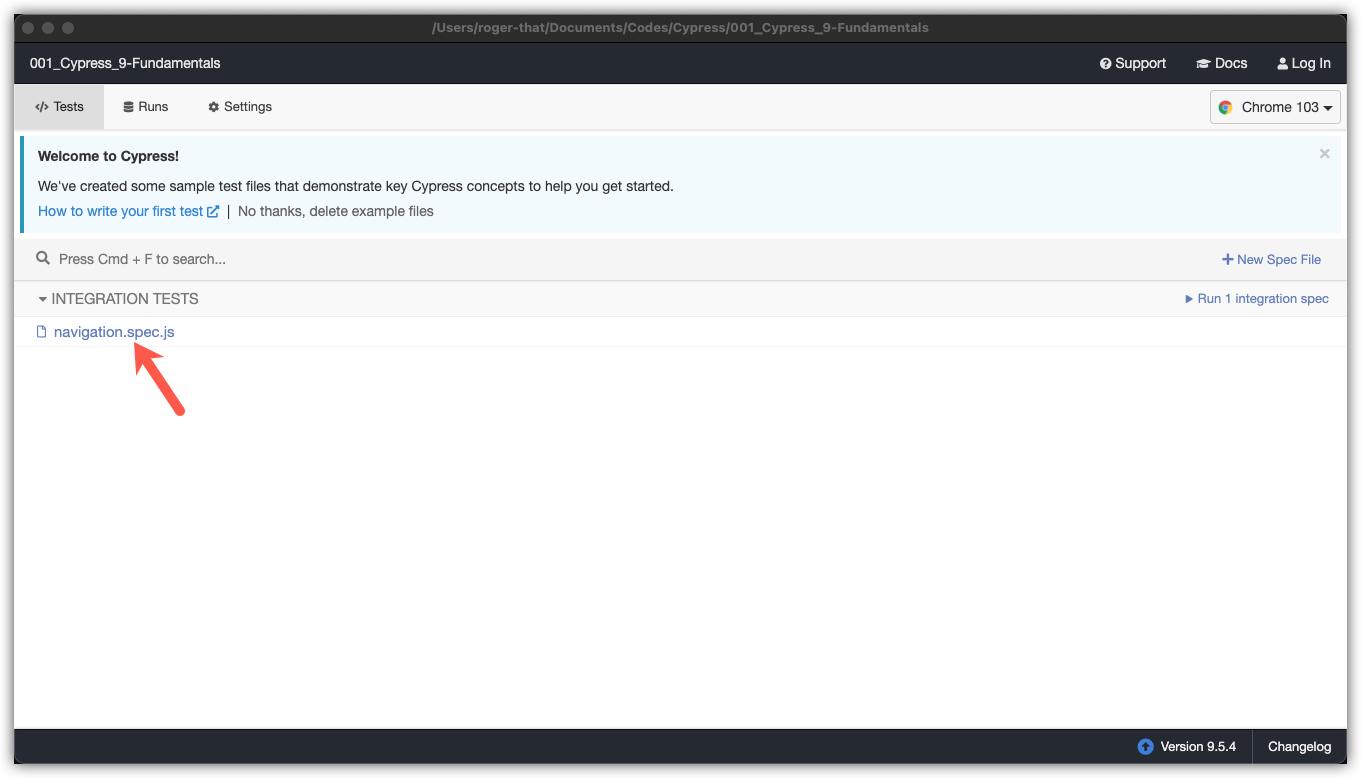 /Users/roger-that/Documents/Codes/Cypress/001_Cypress_9-Fundamentals
001_Cypress_9-Fundamentals Support Docs Log In
Tests Runs Settings Chrome 103
Welcome to Cypress!
We've created some sample test files that demonstrate key Cypress concepts to help you get started.
How to write your first test | No thanks, delete example files
Press Cmd + F to search... New Spec File
INTEGRATION TESTS Run 1 integration spec
navigation.spec.js
Version 9.5.4 Changelog